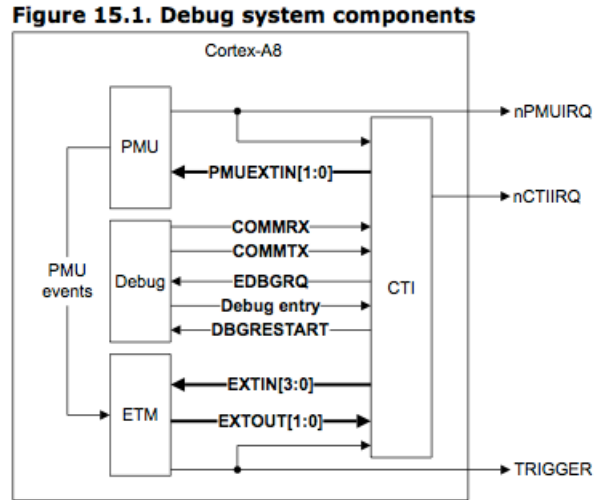 Figure 15.1. Debug system components
Cortex-A8
nPMUIRQ
PMU
PMUEXTIN[1:0]
nCTIIRQ
COMMRX
COMMTX
PMU
events
Debug
EDBGRQ
CTI
Debug entry
DBGRESTART
EXTIN[3:0]
ETM
EXTOUT[1:0]
TRIGGER